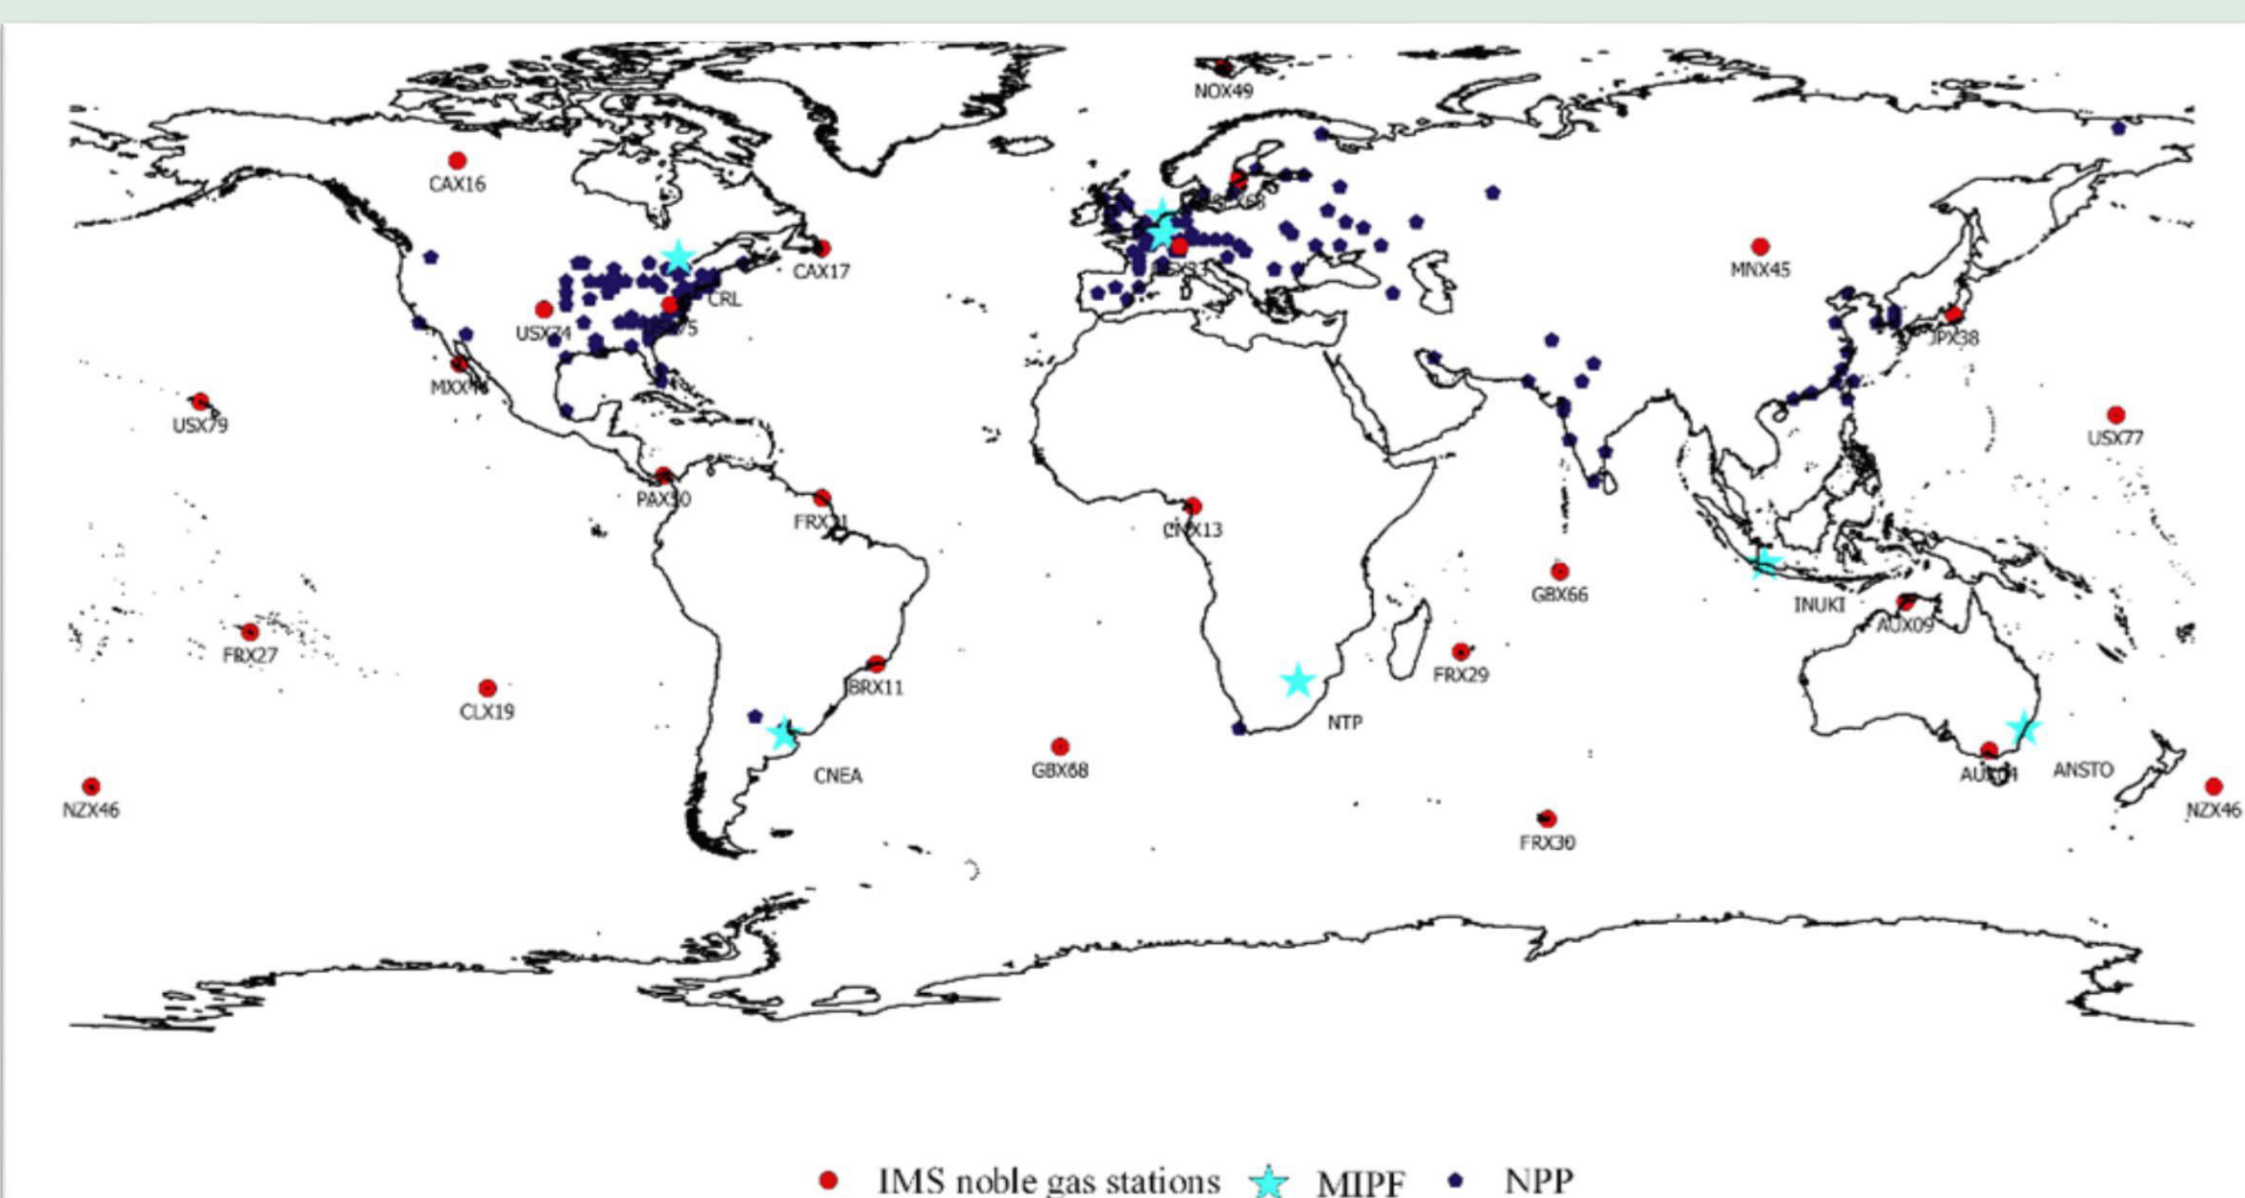 NOX49
CAX16
CAX17
CRL
USX74
MNX45
JPX38
USX79
USX77
PAX50
CMX13
GBX66
INUKI
AUX09
FRX27
FRX29
BRX11
CLX19
NTP
CNEA
GBX68
ANSTO
NZX46
NZX46
FRX30
IMS noble gas stations MIPF NPP